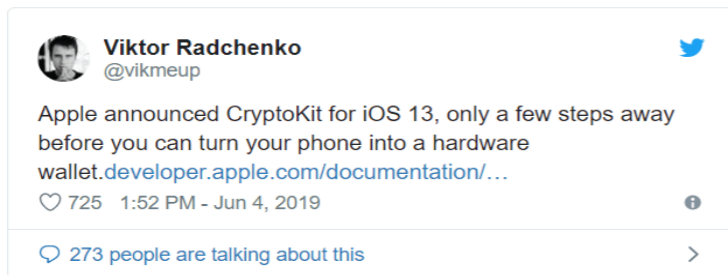 Viktor Radchenko
@vikmeup
Apple announced CryptoKit for iOS 13, only a few steps away
before you can turn your phone into a hardware
wallet.developer.apple.com/documentation/…
725 1:52 PM - Jun 4, 2019
273 people are talking about this